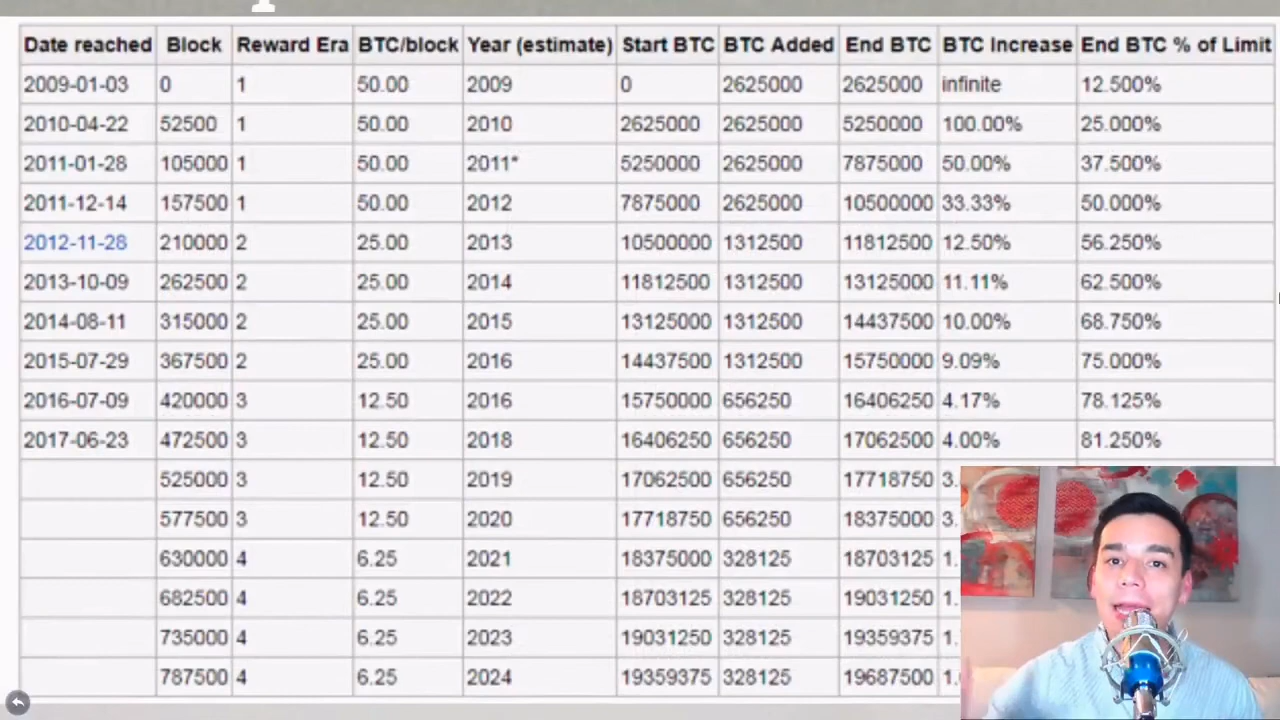 Date reached Block Reward Era BTC/block Year (estimate) Start BTC BTC Added End BTC BTC Increase End BTC % of Limit
2009-01-03 0 1 50.00 2009 0 2625000 2625000 infinite 12.500%
2010-04-22 52500 1 50.00 2010 2625000 2625000 5250000 100.00% 25.000%
2011-01-28 105000 1 50.00 2011* 5250000 2625000 7875000 50.00% 37.500%
2011-12-14 157500 1 50.00 2012 7875000 2625000 10500000 33.33% 50.000%
2012-11-28 210000 2 25.00 2013 10500000 1312500 11812500 12.50% 56.250%
2013-10-09 262500 2 25.00 2014 11812500 1312500 13125000 11.11% 62.500%
2014-08-11 315000 2 25.00 2015 13125000 1312500 14437500 10.00% 68.750%
2015-07-29 367500 2 25.00 2016 14437500 1312500 15750000 9.09% 75.000%
2016-07-09 420000 3 12.50 2016 15750000 656250 16406250 4.17% 78.125%
2017-06-23 472500 3 12.50 2018 16406250 656250 17062500 4.00% 81.250%
525000 3 12.50 2019 17062500 656250 17718750 3.
577500 3 12.50 2020 17718750 656250 18375000 3.
630000 4 6.25 2021 18375000 328125 18703125 1.
682500 4 6.25 2022 18703125 328125 19031250 1.
735000 4 6.25 2023 19031250 328125 19359375 1.
787500 4 6.25 2024 19359375 328125 19687500 1.